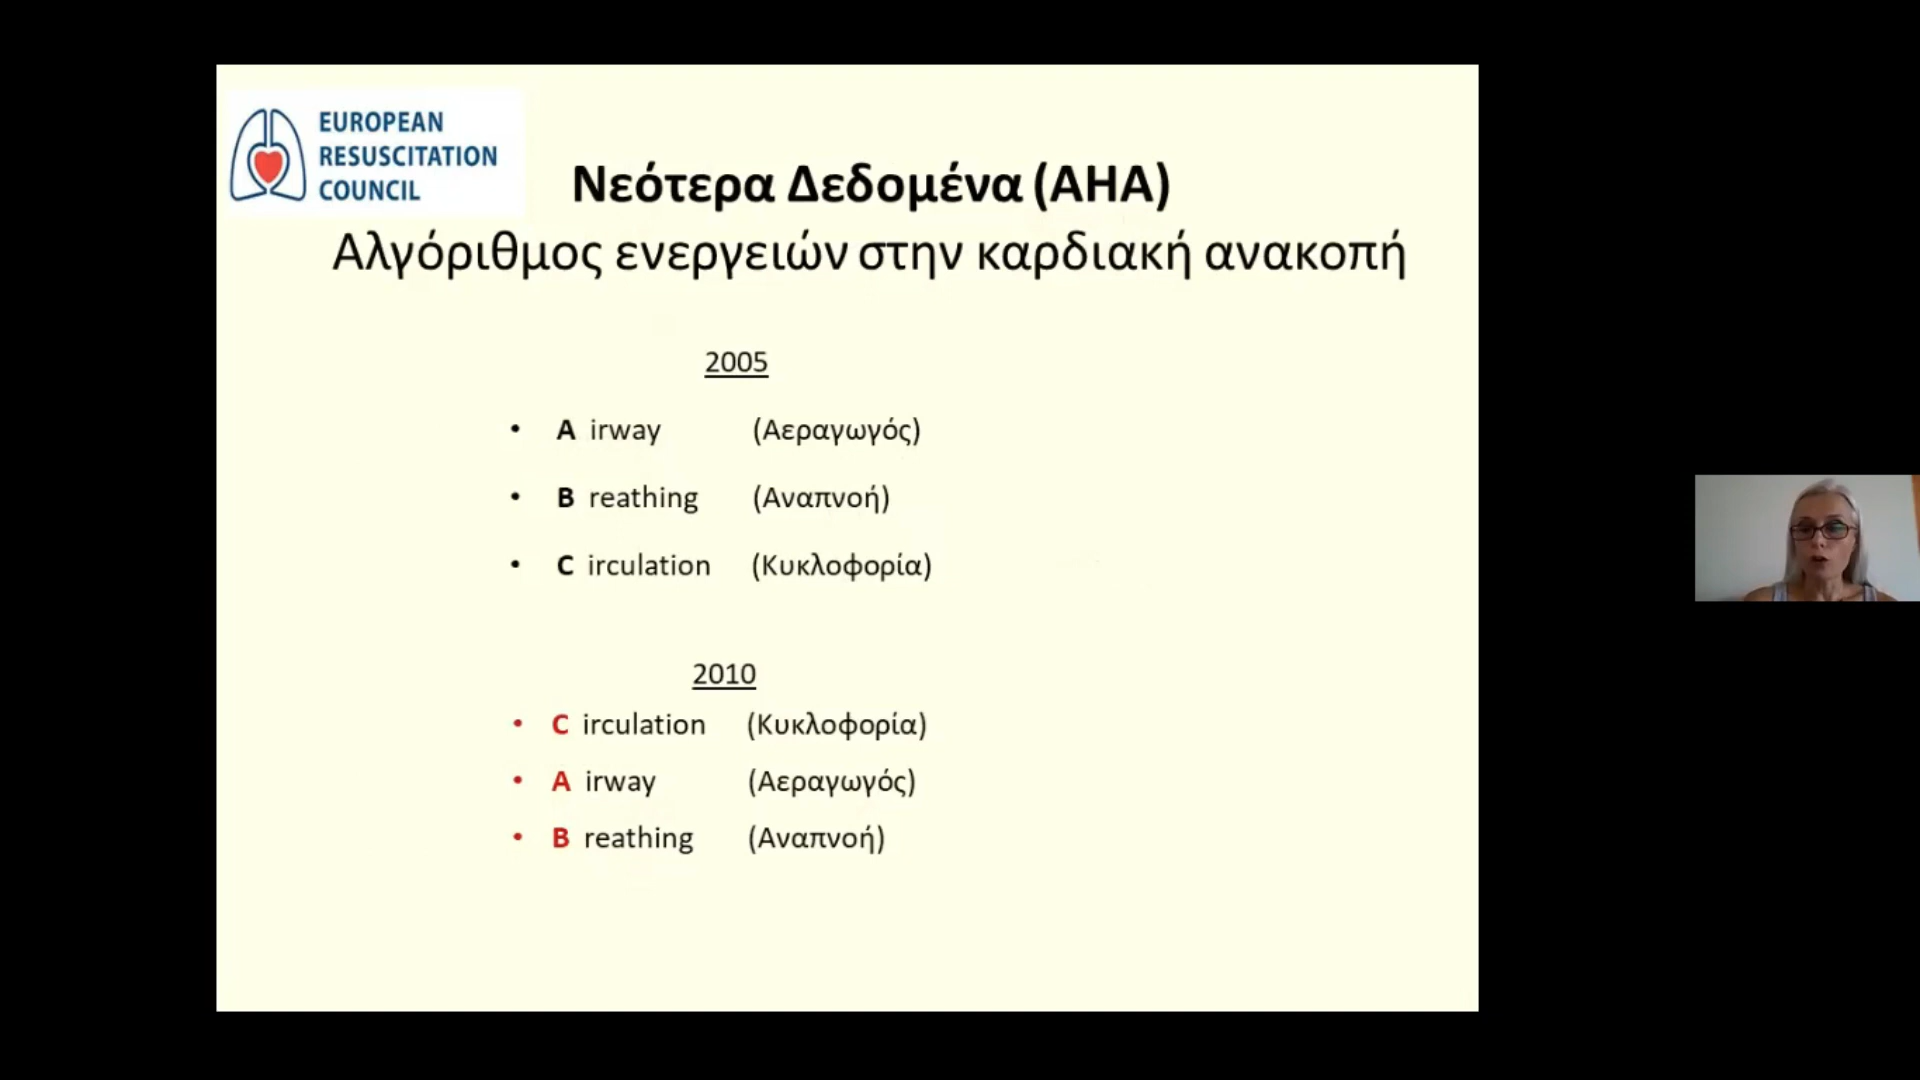 EUROPEAN
RESUSCITATION
COUNCIL
Νεότερα Δεδομένα (AHA)
Αλγόριθμος ενεργειών στην καρδιακή ανακοπή
2005
• A irway (Αεραγωγός)
• B reathing (Αναπνοή)
• C irculation (Κυκλοφορία)
2010
• C irculation (Κυκλοφορία)
• A irway (Αεραγωγός)
• B reathing (Αναπνοή)